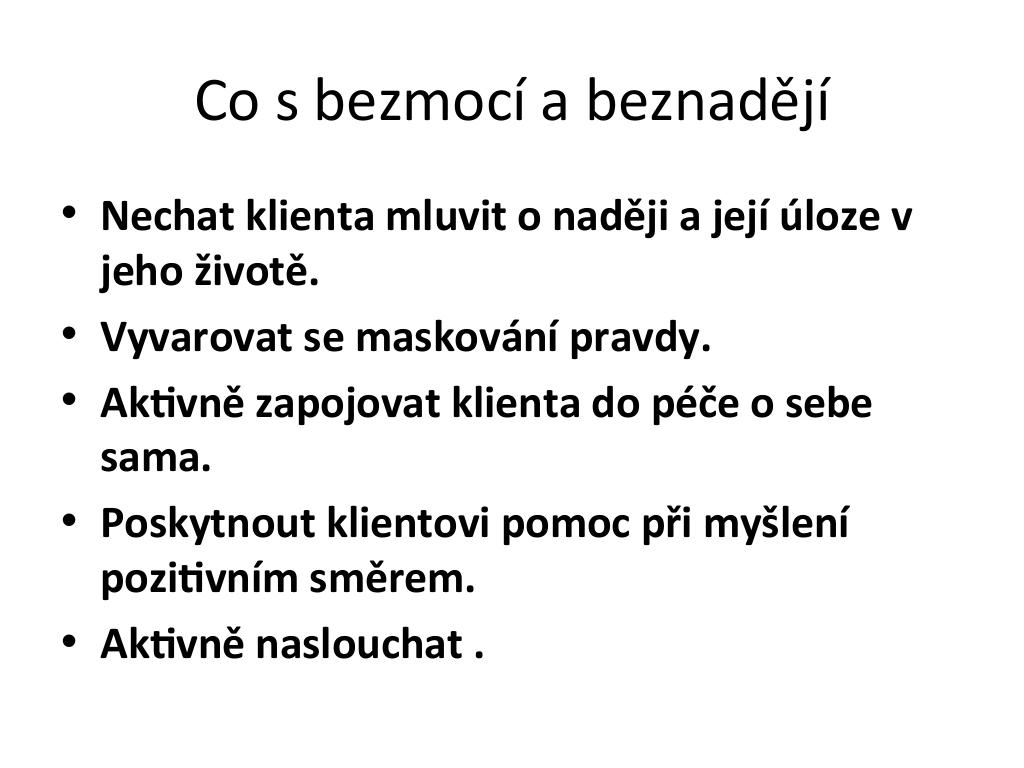 Co s bezmocí a beznadějí
• Nechat klienta mluvit o naději a její úloze v
jeho životě.
• Vyvarovat se maskování pravdy.
• Aktivně zapojovat klienta do péče o sebe
sama.
• Poskytnout klientovi pomoc při myšlení
pozitivním směrem.
• Aktivně naslouchat .